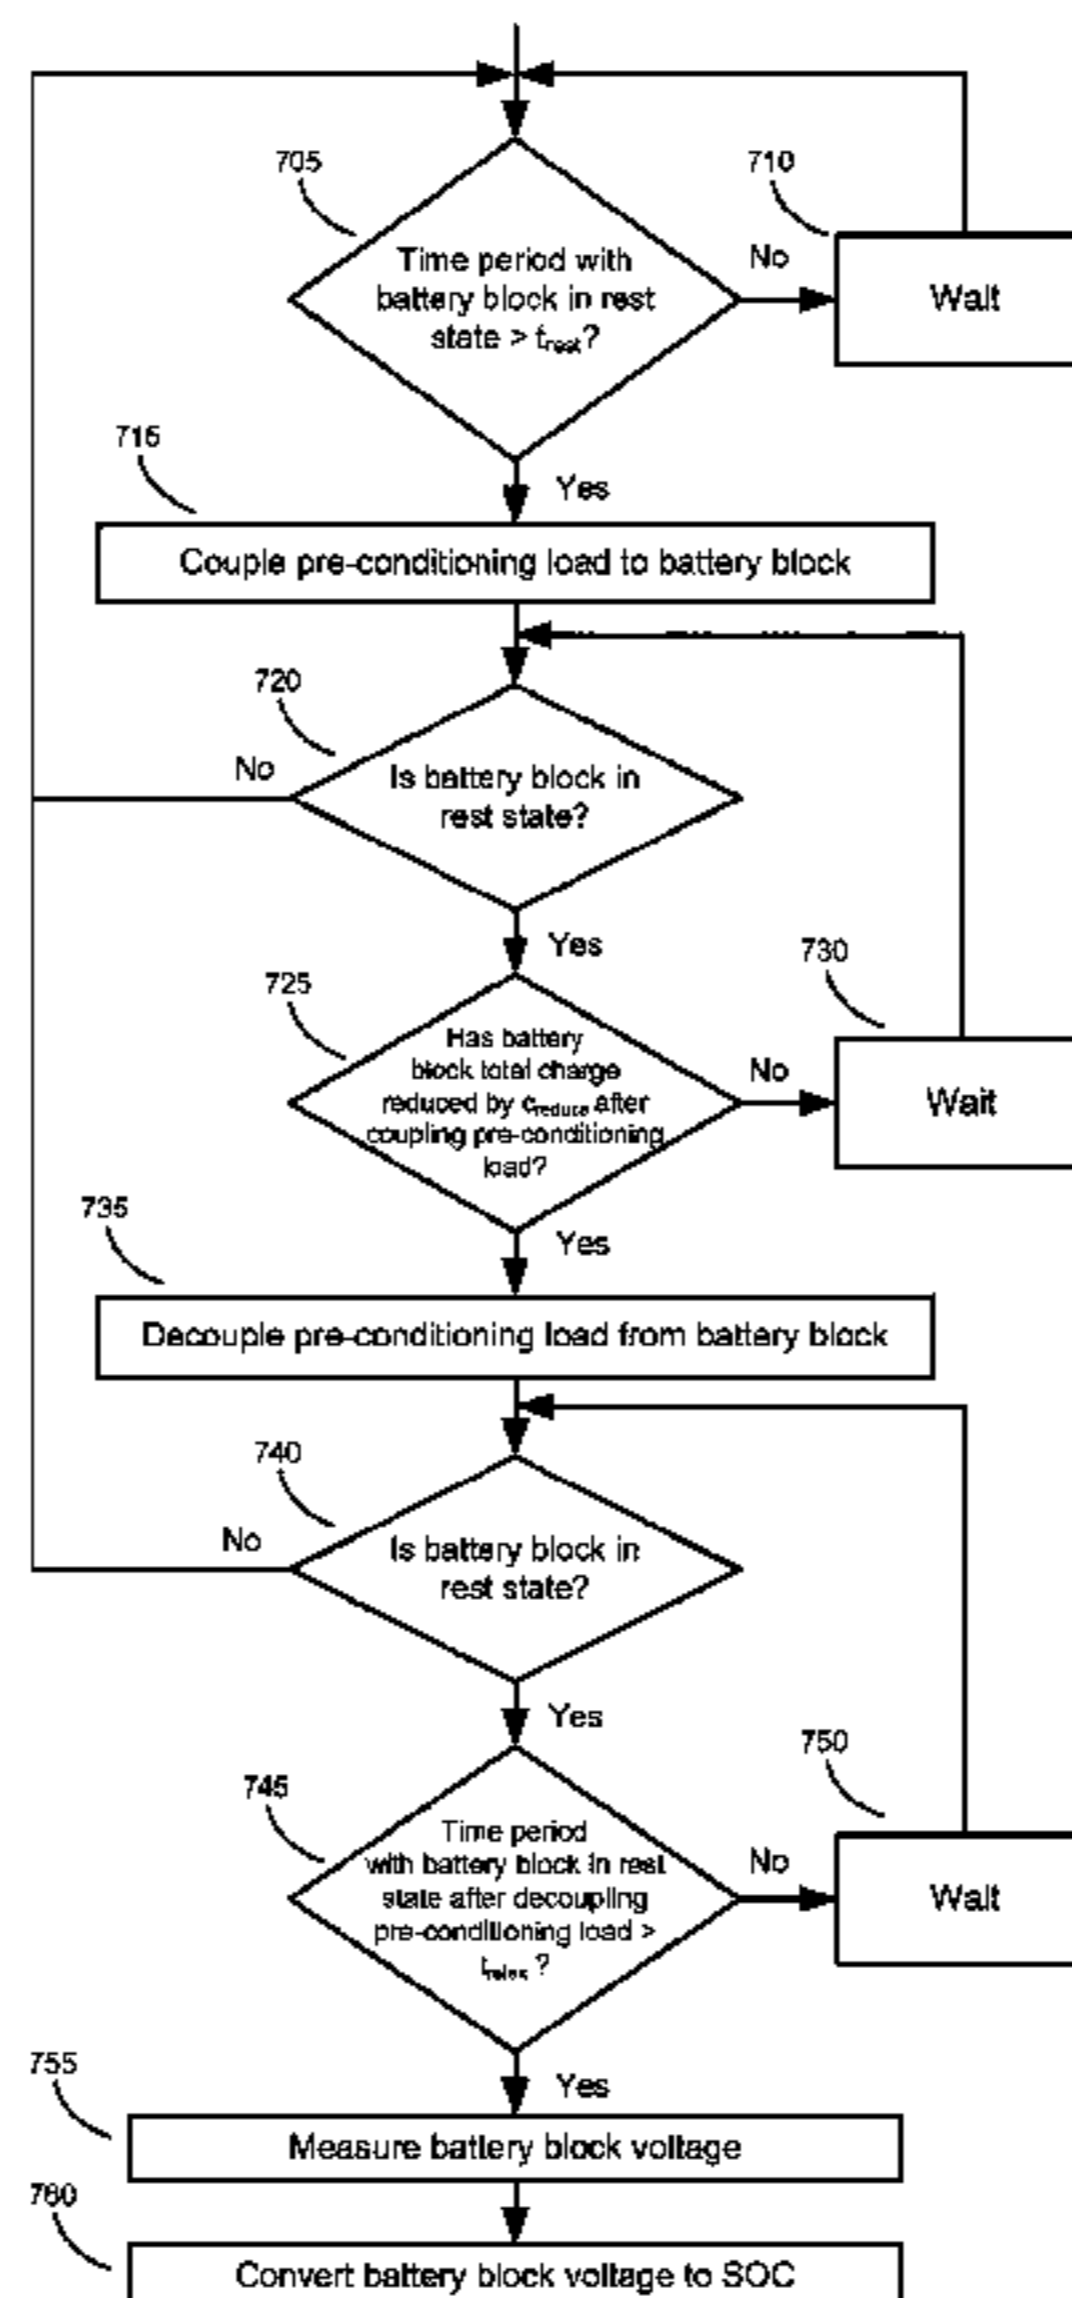 705
710
Time period with
battery block in rest
state > t_rest?
No
Wait
Yes
715
Couple pre-conditioning load to battery block
720
No
Is battery block in
rest state?
Yes
725
730
Has battery
block total charge
reduced by c_reduce after
coupling pre-conditioning
load?
No
Wait
Yes
735
Decouple pre-conditioning load from battery block
740
No
Is battery block in
rest state?
Yes
745
750
Time period
with battery block in rest
state after decoupling
pre-conditioning load >
t_relax ?
No
Wait
Yes
755
Measure battery block voltage
760
Convert battery block voltage to SOC